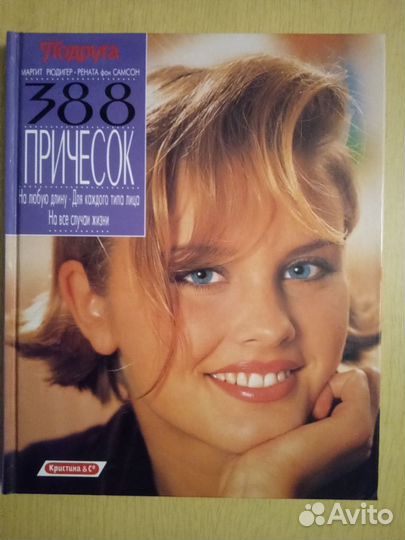 Подруга
МАРГИТ РЮДИГЕР · РЕНАТА фон САМСОН
388
ПРИЧЕСОК
На любую длину · Для каждого типа лица
На все случаи жизни
Кристина & С°
Avito